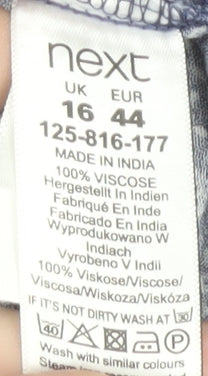 next
UK EUR
16 44
125-816-177
MADE IN INDIA
100% VISCOSE
Hergestellt In Indien
Fabriqué En Inde
Fabricado En India
Wyprodukowano W
Indiach
Vyrobeno V Indii
100% Viskose/Viscose/
Viscosa/Wiskoza/Viskóza
IF IT'S NOT DIRTY WASH AT 30
40 P
Wash with similar colours
Steam